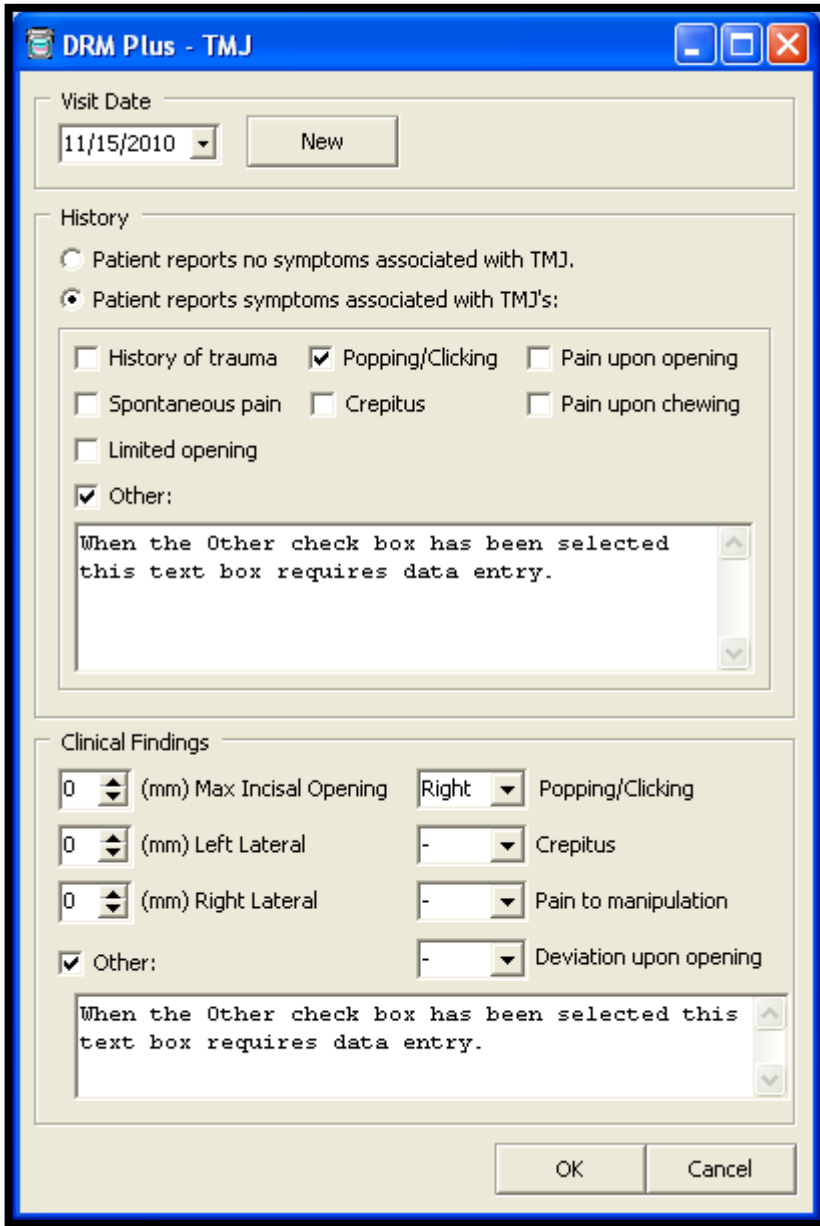 DRM Plus - TMJ
Visit Date
11/15/2010 New
History
Patient reports no symptoms associated with TMJ.
Patient reports symptoms associated with TMJ's:
History of trauma Popping/Clicking Pain upon opening
Spontaneous pain Crepitus Pain upon chewing
Limited opening
Other:
When the Other check box has been selected
this text box requires data entry.
Clinical Findings
0 (mm) Max Incisal Opening Right Popping/Clicking
0 (mm) Left Lateral - Crepitus
0 (mm) Right Lateral - Pain to manipulation
Other: - Deviation upon opening
When the Other check box has been selected this
text box requires data entry.
OK Cancel